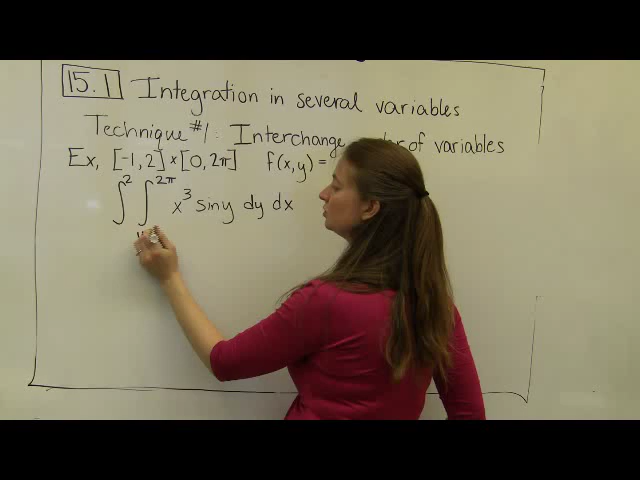 15.1 Integration in several variables
Technique #1: Interchange of variables
Ex, [-1,2]×[0,2π] f(x,y)=
∫ 2 ∫ 2π x³ sin y dy dx